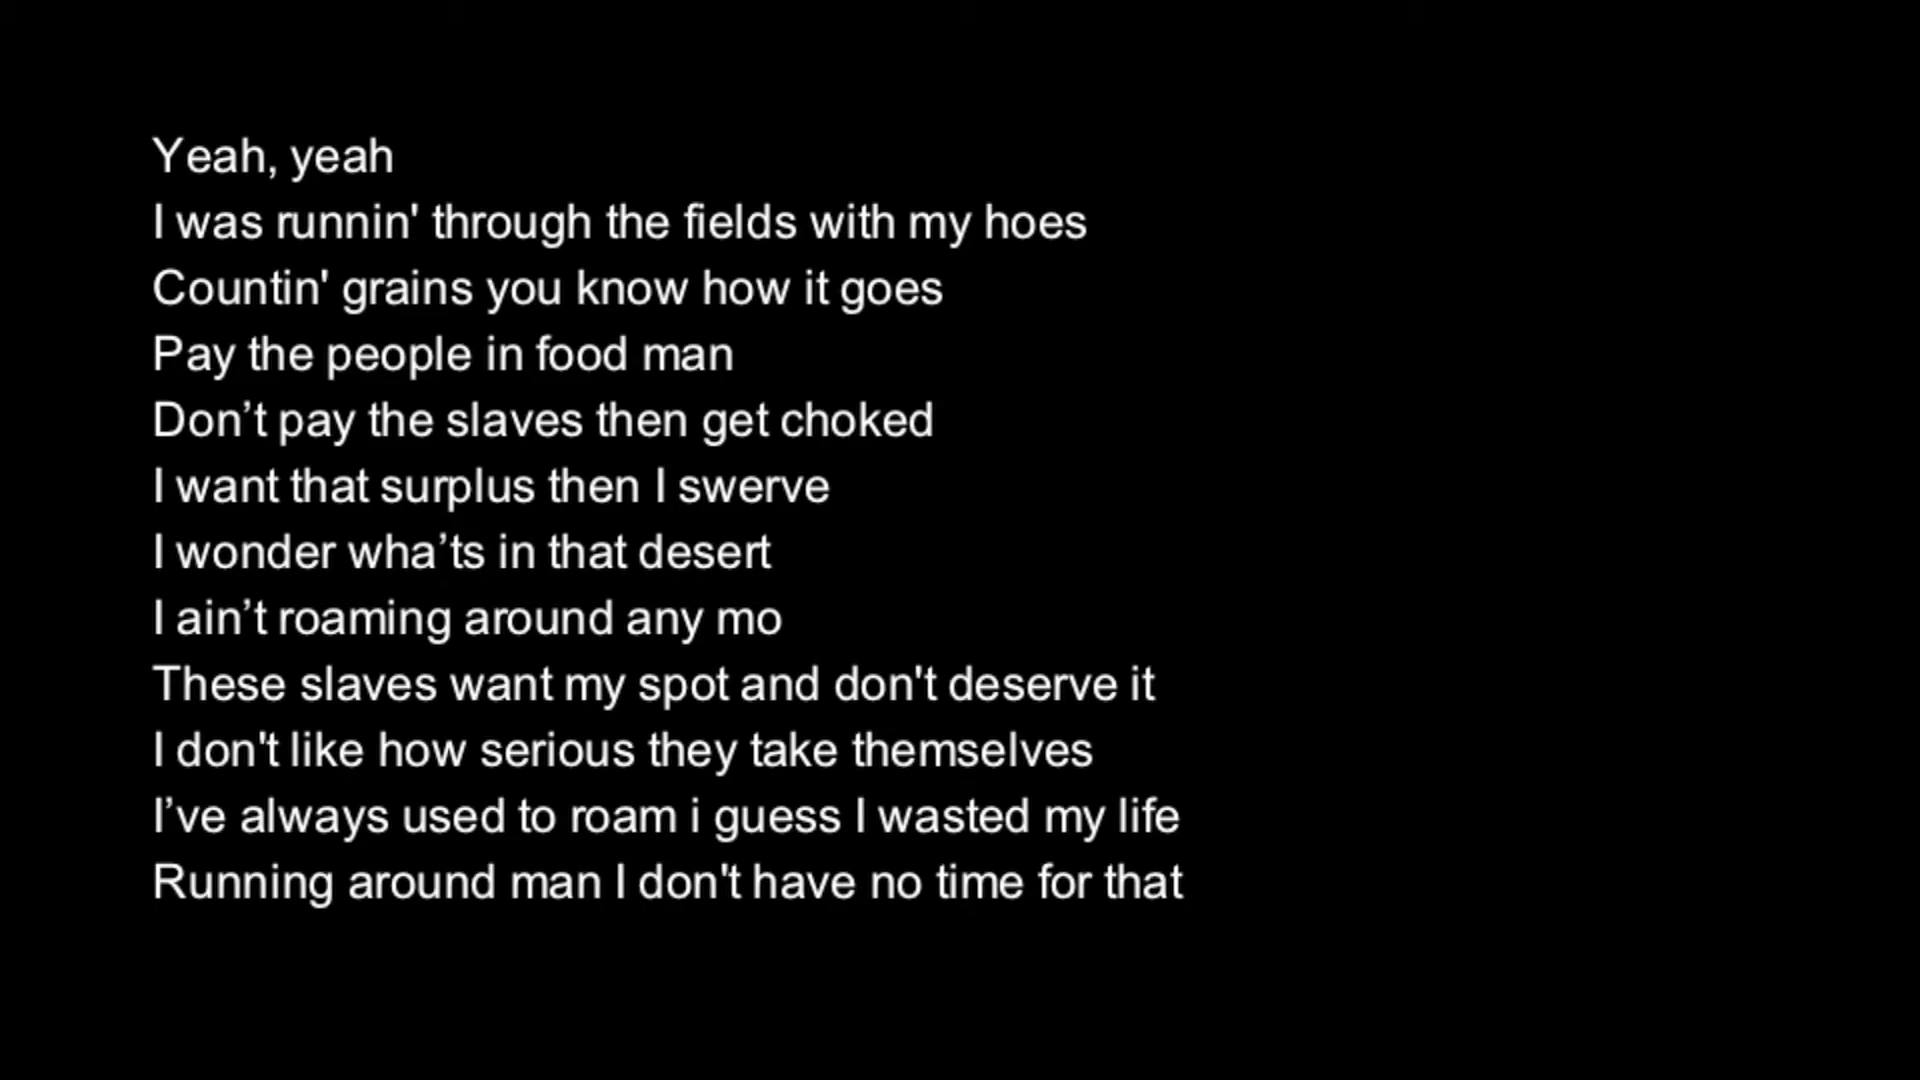 Yeah, yeah
I was runnin' through the fields with my hoes
Countin' grains you know how it goes
Pay the people in food man
Don’t pay the slaves then get choked
I want that surplus then I swerve
I wonder wha’ts in that desert
I ain’t roaming around any mo
These slaves want my spot and don't deserve it
I don't like how serious they take themselves
I’ve always used to roam i guess I wasted my life
Running around man I don't have no time for that